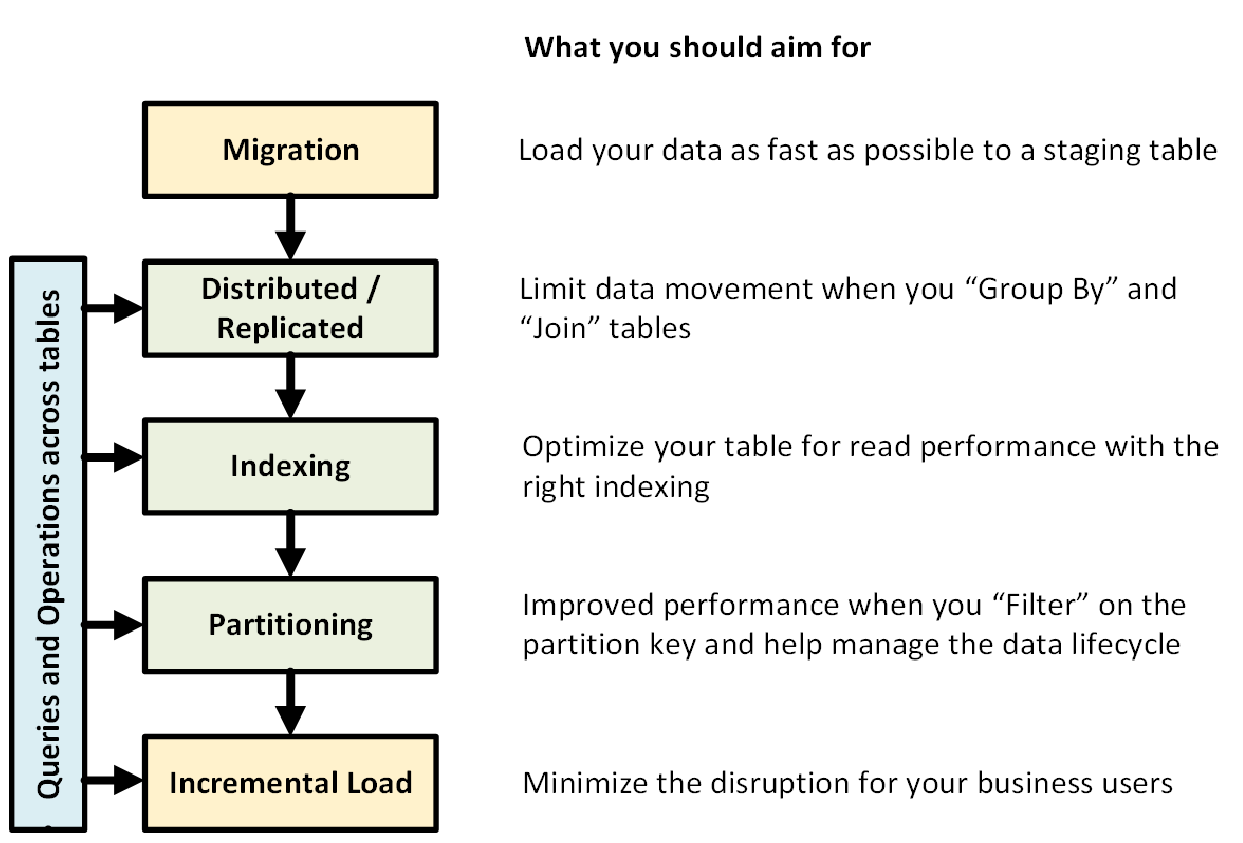 What you should aim for
Migration
Load your data as fast as possible to a staging table
Queries and Operations across tables
Distributed /
Replicated
Limit data movement when you “Group By” and
“Join” tables
Indexing
Optimize your table for read performance with the
right indexing
Partitioning
Improved performance when you “Filter” on the
partition key and help manage the data lifecycle
Incremental Load
Minimize the disruption for your business users